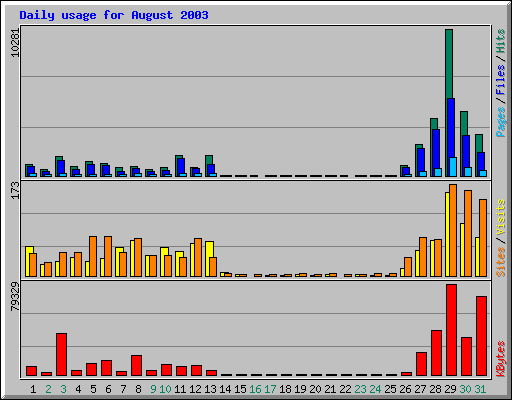 Daily usage for August 2003
10281
Pages / Files / Hits
173
Sites / Visits
79329
KBytes
1 2 3 4 5 6 7 8 9 10 11 12 13 14 15 16 17 18 19 20 21 22 23 24 25 26 27 28 29 30 31